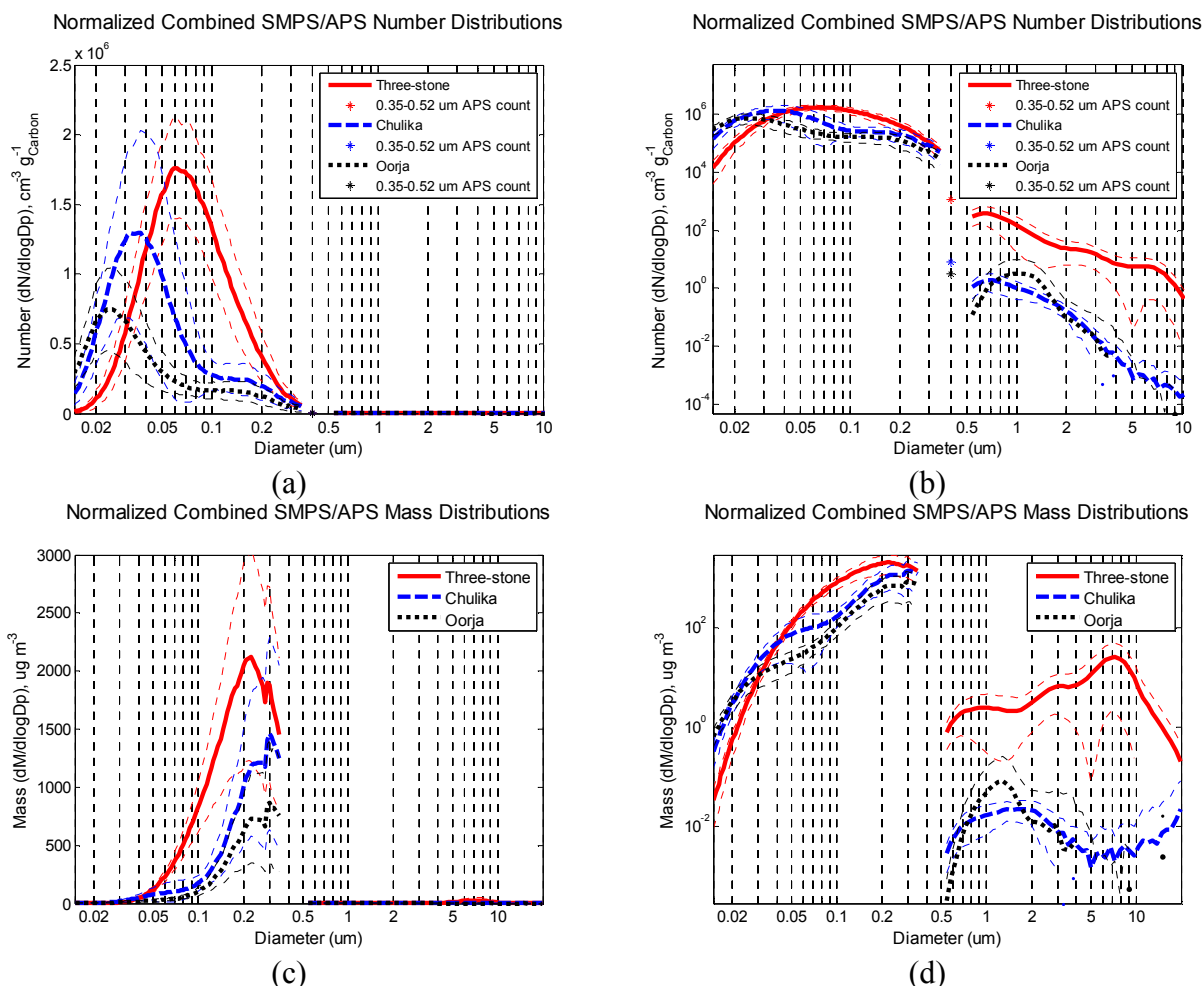 Normalized Combined SMPS/APS Number Distributions
x 10^6
2.5
2
1.5
1
0.5
0
Number (dN/dlogDp), cm^-3 g^-1_Carbon
Three-stone
0.35-0.52 um APS count
Chulika
0.35-0.52 um APS count
Oorja
0.35-0.52 um APS count
0.02 0.05 0.1 0.2 0.5 1 2 5 10
Diameter (um)
(a)
Normalized Combined SMPS/APS Number Distributions
10^6
10^4
10^2
10^0
10^-2
10^-4
Number (dN/dlogDp), cm^-3 g^-1_Carbon
Three-stone
0.35-0.52 um APS count
Chulika
0.35-0.52 um APS count
Oorja
0.35-0.52 um APS count
0.02 0.05 0.1 0.2 0.5 1 2 5 10
Diameter (um)
(b)
Normalized Combined SMPS/APS Mass Distributions
3000
2500
2000
1500
1000
500
0
Mass (dM/dlogDp), ug m^-3
Three-stone
Chulika
Oorja
0.02 0.05 0.1 0.2 0.5 1 2 5 10
Diameter (um)
(c)
Normalized Combined SMPS/APS Mass Distributions
10^2
10^0
10^-2
Mass (dM/dlogDp), ug m^-3
Three-stone
Chulika
Oorja
0.02 0.05 0.1 0.2 0.5 1 2 5 10
Diameter (um)
(d)